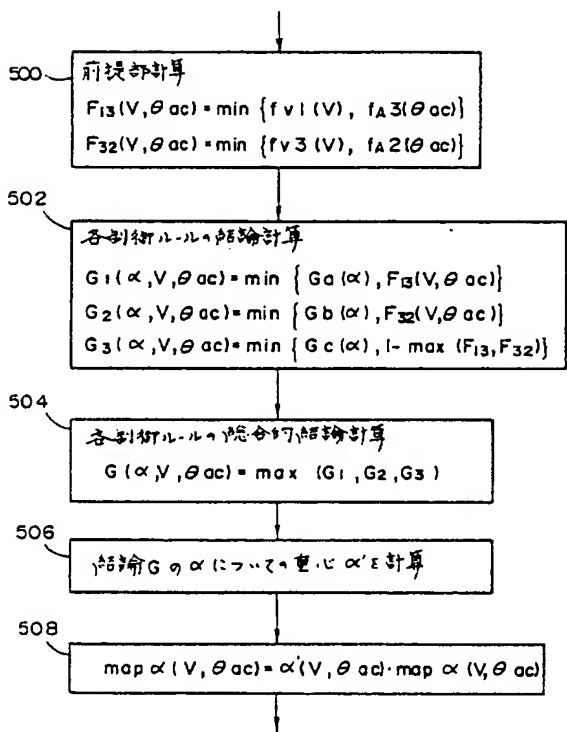 500
前提部計算
F13(V,θac)=min{fv1(V), fA3(θac)}
F32(V,θac)=min{fv3(V), fA2(θac)}
502
各制御ルールの結論計算
G1(α,V,θac)=min{Ga(α),F13(V,θac)}
G2(α,V,θac)=min{Gb(α),F32(V,θac)}
G3(α,V,θac)=min{Gc(α),1-max(F13,F32)}
504
各制御ルールの総合的結論計算
G(α,V,θac)=max (G1,G2,G3)
506
結論Gのαについての重心α'を計算
508
map α(V,θac)=α'(V,θac)·map α(V,θac)